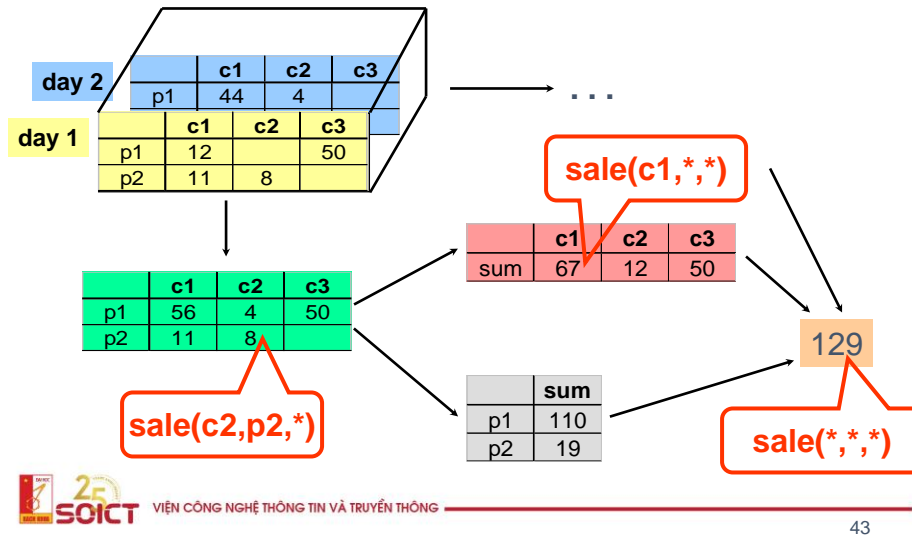 day 2
c1 c2 c3
p1 44 4
day 1
c1 c2 c3
p1 12 50
p2 11 8
. . .
sale(c1,*,*)
c1 c2 c3
sum 67 12 50
c1 c2 c3
p1 56 4 50
p2 11 8
129
sale(c2,p2,*)
sum
p1 110
p2 19
sale(*,*,*)
25
SOICT
VIỆN CÔNG NGHỆ THÔNG TIN VÀ TRUYỀN THÔNG
43